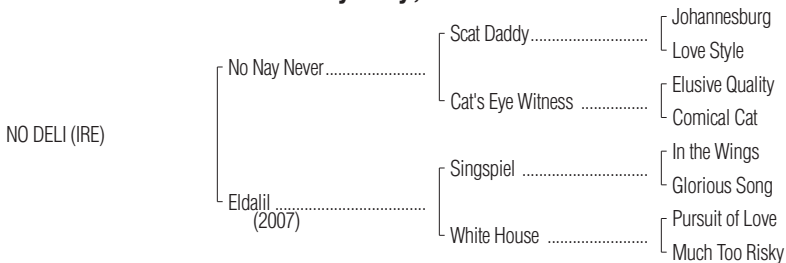 Johannesburg
Scat Daddy
Love Style
No Nay Never
Elusive Quality
Cat's Eye Witness
Comical Cat
NO DELI (IRE)
In the Wings
Singspiel
Glorious Song
Eldalil
(2007)
Pursuit of Love
White House
Much Too Risky